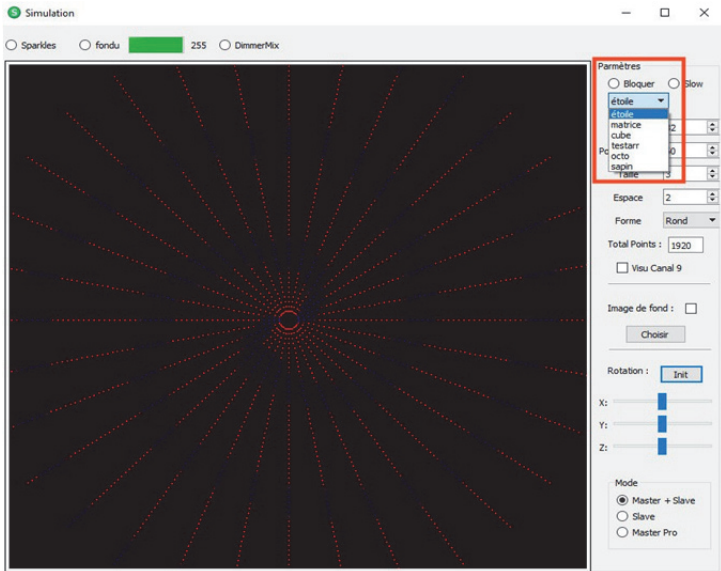 Simulation
Sparkles fondu 255 DimmerMix
Parmètres
Bloquer Slow
étoile
étoile
matrice
cube
testarr
octo
sapin
Taille 3
Espace 2
Forme Rond
Total Points : 1920
Visu Canal 9
Image de fond :
Choisir
Rotation : Init
X:
Y:
Z:
Mode
Master + Slave
Slave
Master Pro